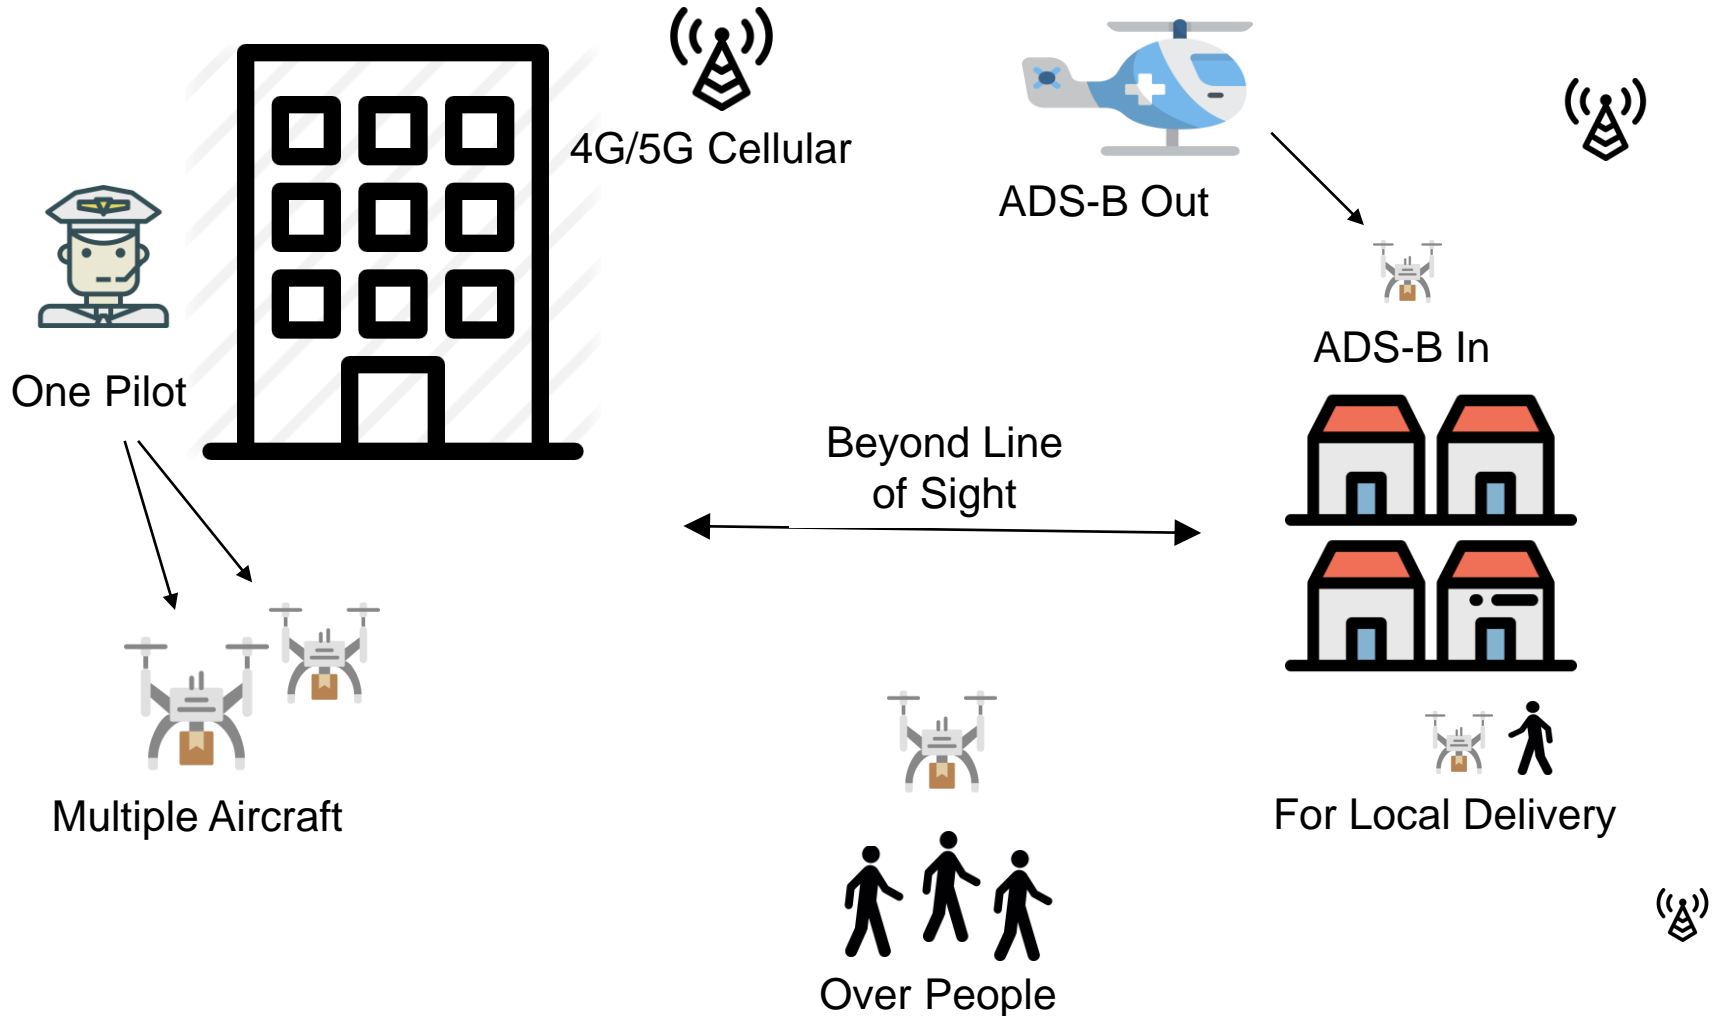 4G/5G Cellular
ADS-B Out
ADS-B In
One Pilot
Beyond Line
of Sight
Multiple Aircraft
For Local Delivery
Over People